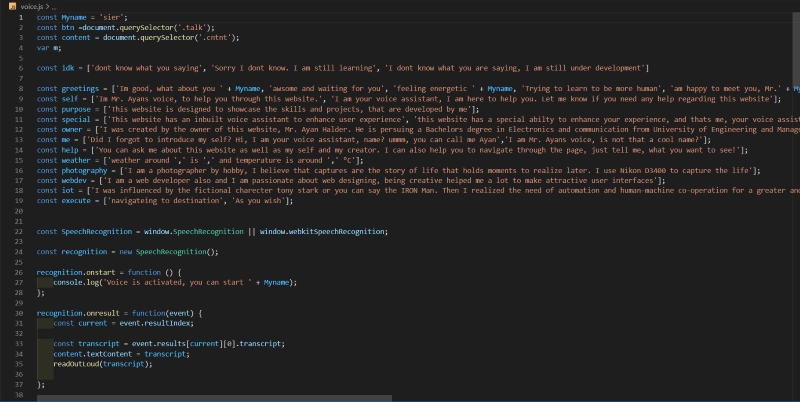 voice.js > ...
1 const Myname = 'sier';
2 const btn =document.querySelector('.talk');
3 const content = document.querySelector('.cntnt');
4 var m;
5
6 const idk = ['dont know what you saying', 'Sorry I dont know. I am still learning', 'I dont know what you are saying, I am still under development']
7
8 const greetings = ['Im good, what about you ' + Myname, 'awsome and waiting for you', 'feeling energetic ' + Myname, 'Trying to learn to be more human', 'am happy to meet you, Mr.' + My
9 const self = ['Im Mr. Ayans voice, to help you through this website.', 'I am your voice assistant, I am here to help you. Let me know if you need any help regarding this website'];
10 const purpose = ['This website is designed to showcase the skills and projects, that are developed by me'];
11 const special = ['This website has an inbuilt voice assistant to enhance user experience', 'this website has a special abilty to enhance your experience, and thats me, your voice assist
12 const owner = ['I was created by the owner of this website, Mr. Ayan Halder. He is persuing a Bachelors degree in Electronics and communication from University of Engineering and Manag
13 const me = ['Did I forgot to introduce my self? Hi, I am your voice assistant, name? ummm, you can call me Ayan','I am Mr. Ayans voice, is not that a cool name?'];
14 const help = ['You can ask me about this website as well as my self and my creator. I can also help you to navigate through the page, just tell me, what you want to see!'];
15 const weather = ['weather around ',' is ',' and temperature is around ',' °C'];
16 const photography = ['I am a photographer by hobby, I believe that captures are the story of life that holds moments to realize later. I use Nikon D3400 to capture the life'];
17 const webdev = ['I am a web developer also and I am passionate about web designing, being creative helped me a lot to make attractive user interfaces'];
18 const iot = ['I was influenced by the fictional charecter tony stark or you can say the IRON Man. Then I realized the need of automation and human-machine co-operation for a greater and
19 const execute = ['navigateing to destination', 'As you wish'];
20
21
22 const SpeechRecognition = window.SpeechRecognition || window.webkitSpeechRecognition;
23
24 const recognition = new SpeechRecognition();
25
26 recognition.onstart = function () {
27 console.log('Voice is activated, you can start ' + Myname);
28 };
29
30 recognition.onresult = function(event) {
31 const current = event.resultIndex;
32
33 const transcript = event.results[current][0].transcript;
34 content.textContent = transcript;
35 readOutLoud(transcript);
36
37 };
38